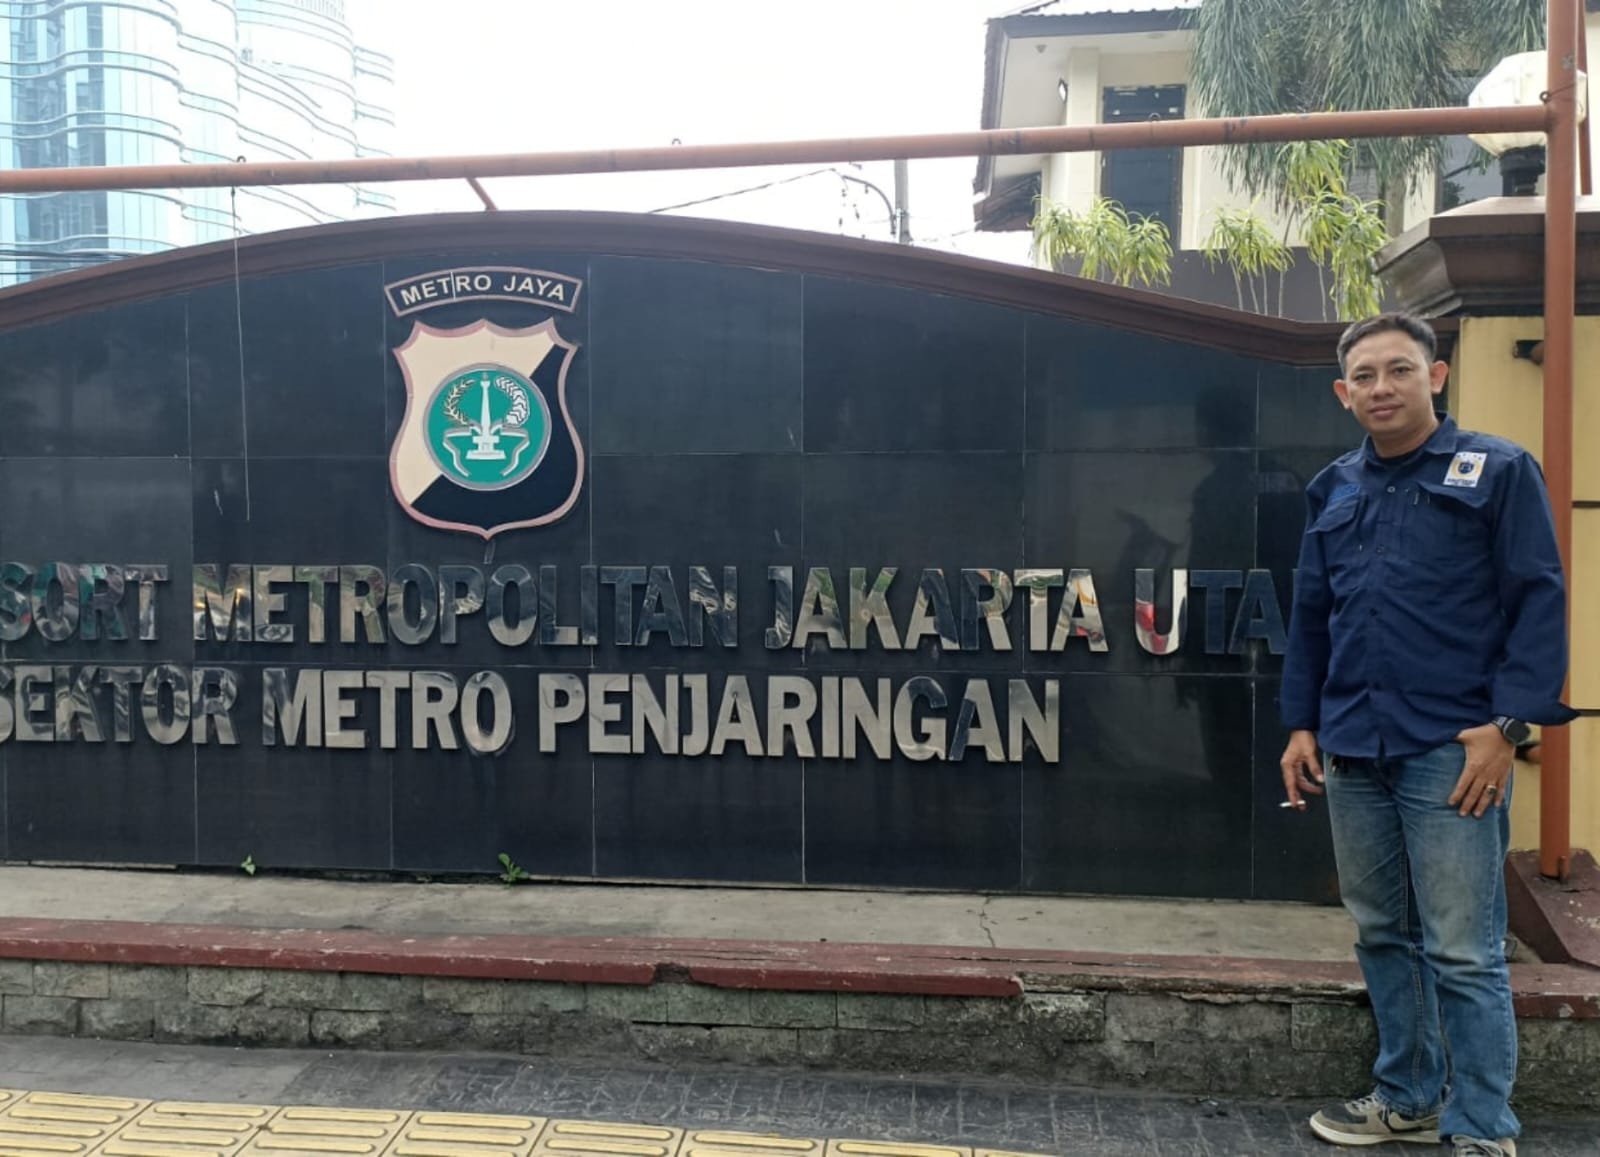 METRO JAYA
SORT METROPOLITAN JAKARTA UTA
SEKTOR METRO PENJARINGAN